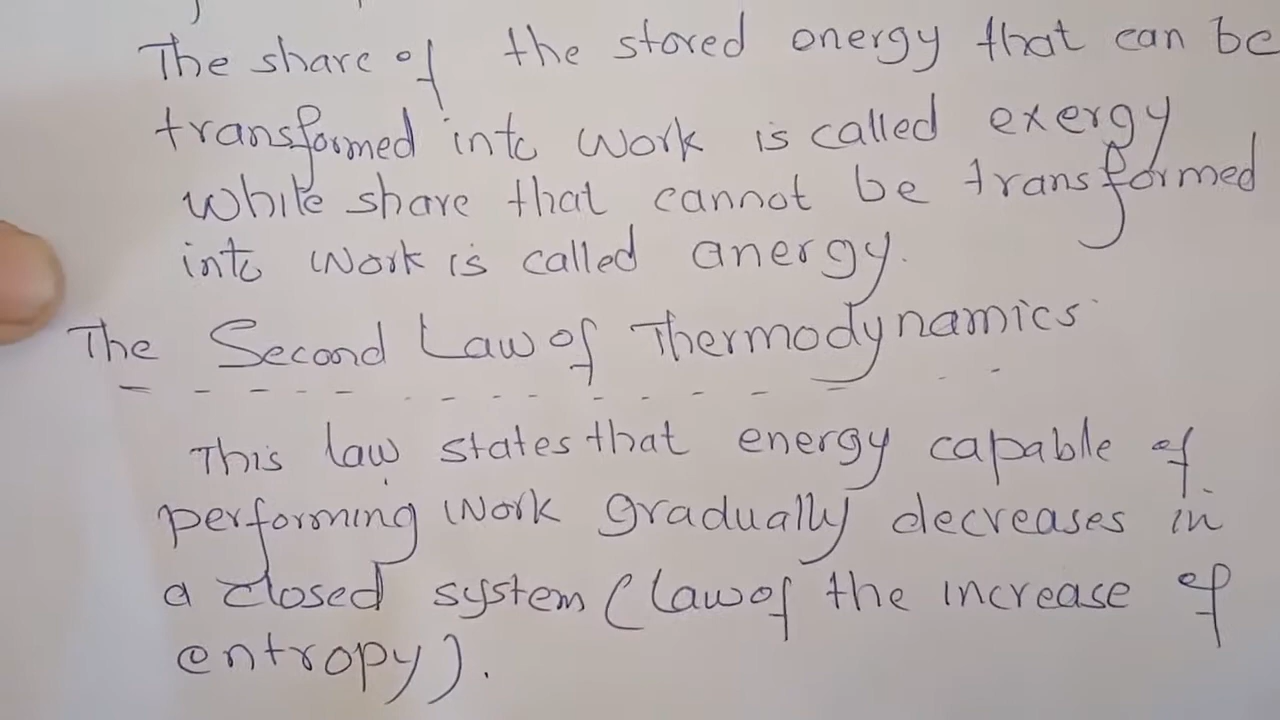 The share of the stored energy that can be
transformed into work is called exergy
while share that cannot be transformed
into work is called anergy.
The Second Law of Thermodynamics
This law states that energy capable of
performing work gradually decreases in
a closed system (law of the increase of
entropy).